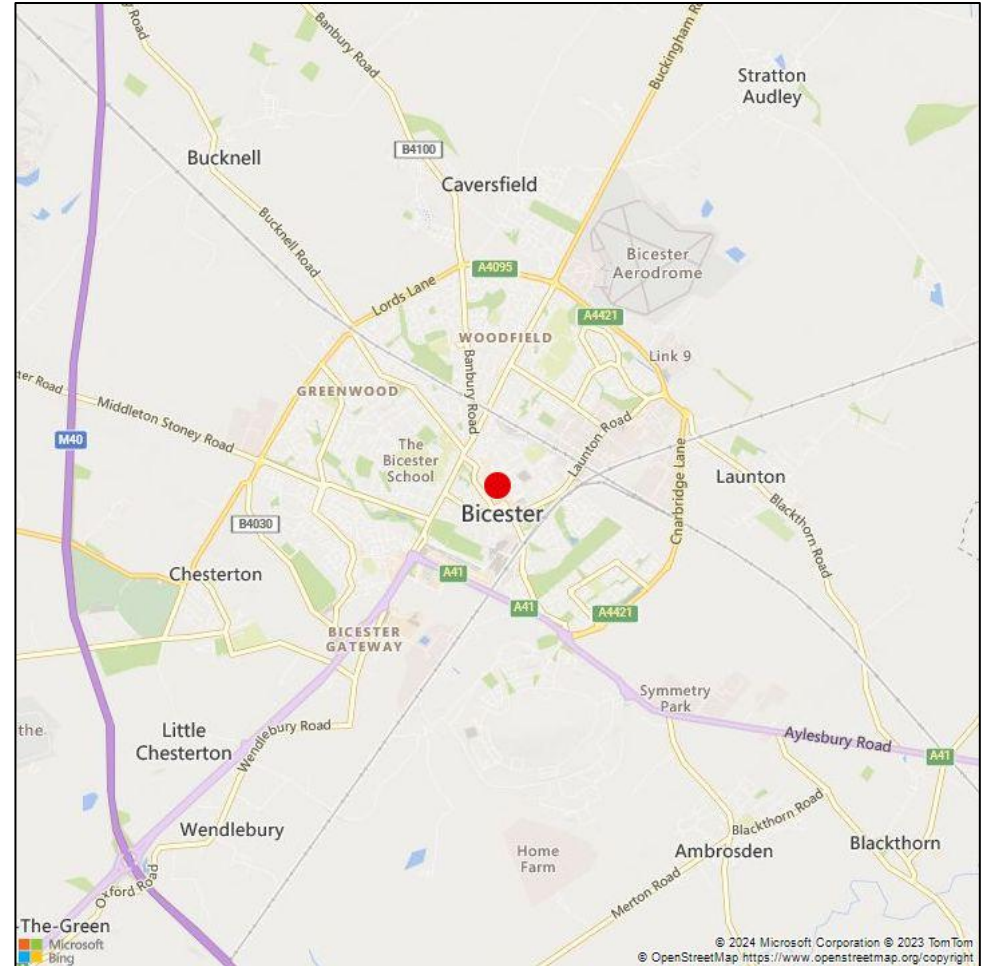 Road
Banbury Road
Buckingham R
Stratton
Audley
Bucknell
B4100
Caversfield
Bucknell Road
Bicester
Aerodrome
A4095
Lords Lane
A4421
WOODFIELD
Link 9
GREENWOOD
Banbury Road
ter Road
Middleton Stoney Road
M40
The
Bicester
School
Launton Road
Launton
Bicester
Charbridge Lane
Blackthorn Road
B4030
Chesterton
A41
A41
A4421
BICESTER
GATEWAY
Symmetry
Park
the
Little
Chesterton
Wendlebury Road
Aylesbury Road
A41
Wendlebury
Blackthorn Road
Home
Farm
Ambrosden
Blackthorn
Oxford Road
Merton Road
-The-Green
Microsoft
Bing
© 2024 Microsoft Corporation © 2023 TomTom
© OpenStreetMap https://www.openstreetmap.org/copyright